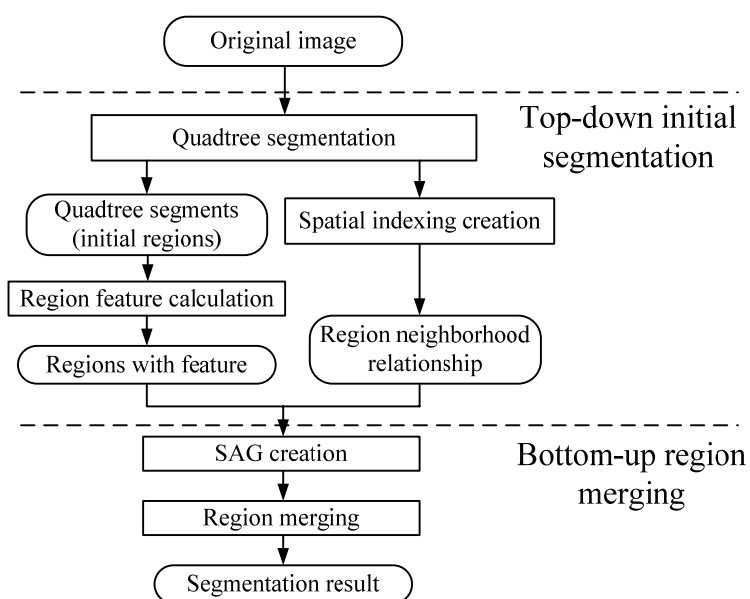 Original image
Top-down initial
segmentation
Quadtree segmentation
Quadtree segments
(initial regions)
Spatial indexing creation
Region feature calculation
Region neighborhood
relationship
Regions with feature
SAG creation
Bottom-up region
merging
Region merging
Segmentation result